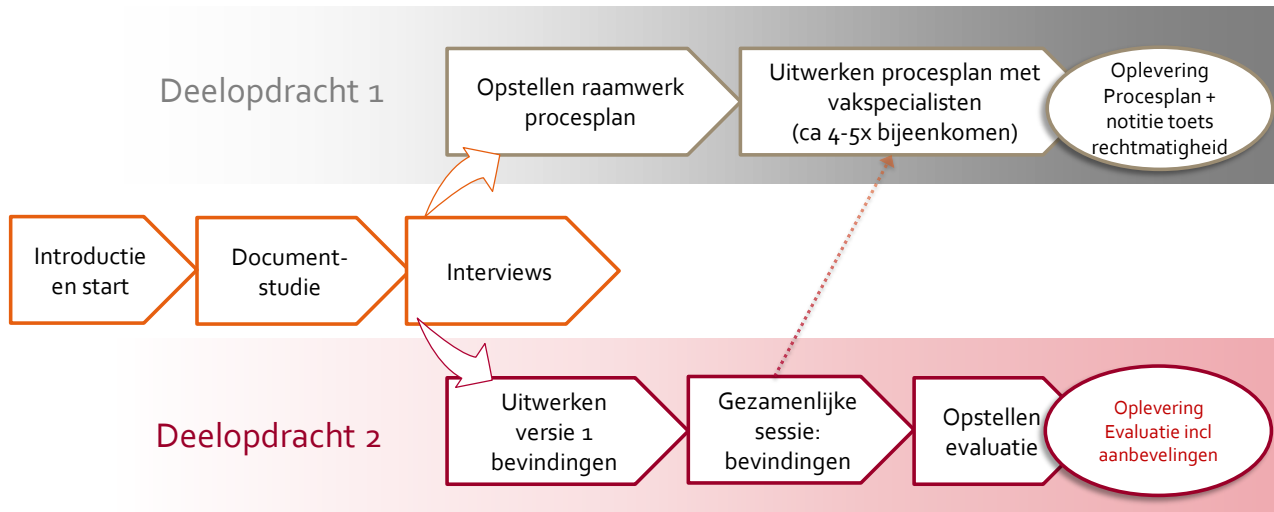 Deelopdracht 1
Opstellen raamwerk
procesplan
Uitwerken procesplan met
vakspecialisten
(ca 4-5x bijeenkomen)
Oplevering
Procesplan +
notitie toets
rechtmatigheid
Introductie
en start
Document-
studie
Interviews
Deelopdracht 2
Uitwerken
versie 1
bevindingen
Gezamenlijke
sessie:
bevindingen
Opstellen
evaluatie
Oplevering
Evaluatie incl
aanbevelingen